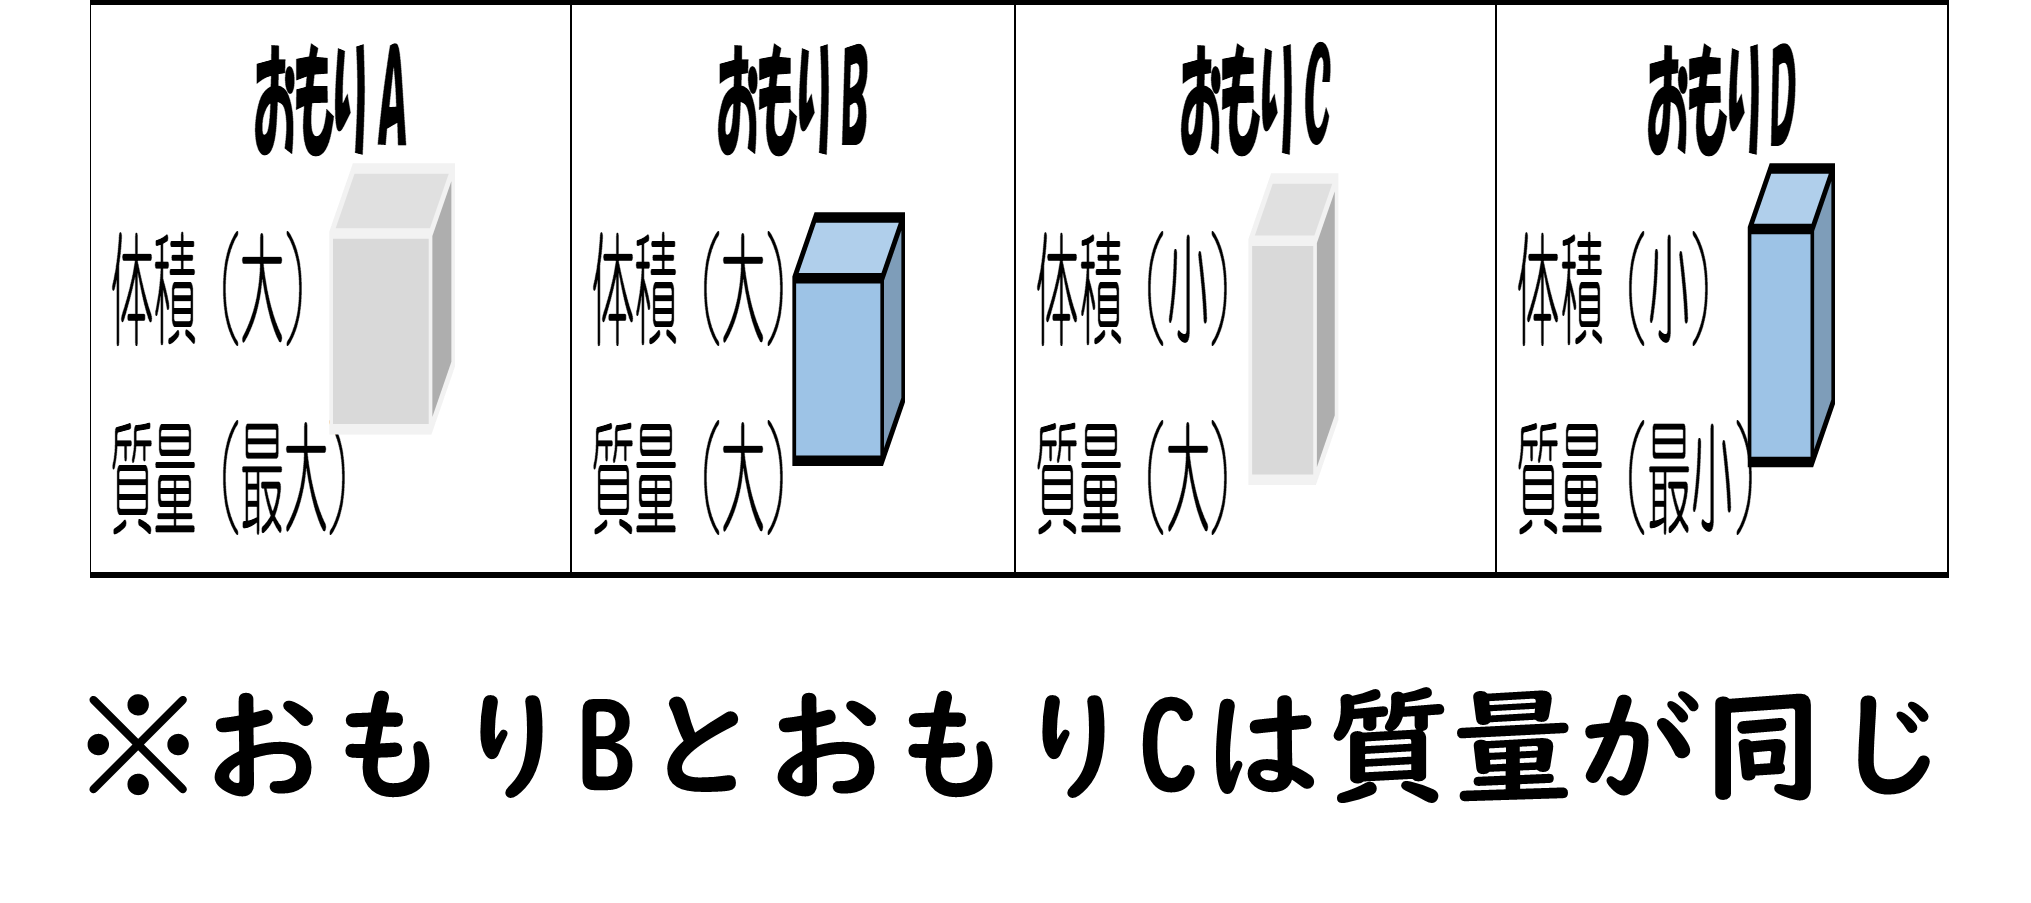 おもりA
体積（大）
質量（最大）
おもりB
体積（大）
質量（大）
おもりC
体積（小）
質量（大）
おもりD
体積（小）
質量（最小）
※おもりBとおもりCは質量が同じ